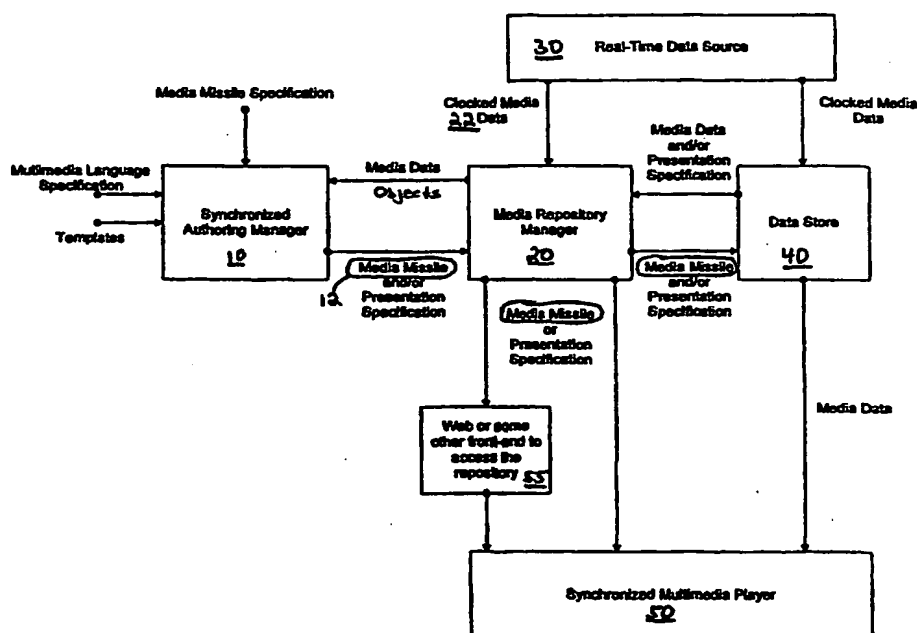 30 Real-Time Data Source
Media Missile Specification
Clocked Media
22 Data
Clocked Media
Data
Media Data
and/or
Presentation
Specification
Multimedia Language
Specification
Templates
Synchronized
Authoring Manager
10
Media Data
Objects
Media Repository
Manager
20
Data Store
40
12 Media Missile
and/or
Presentation
Specification
Media Missile
and/or
Presentation
Specification
Media Missile
or
Presentation
Specification
Media Data
Web or some
other front-end to
access the
repository 55
Synchronized Multimedia Player
50